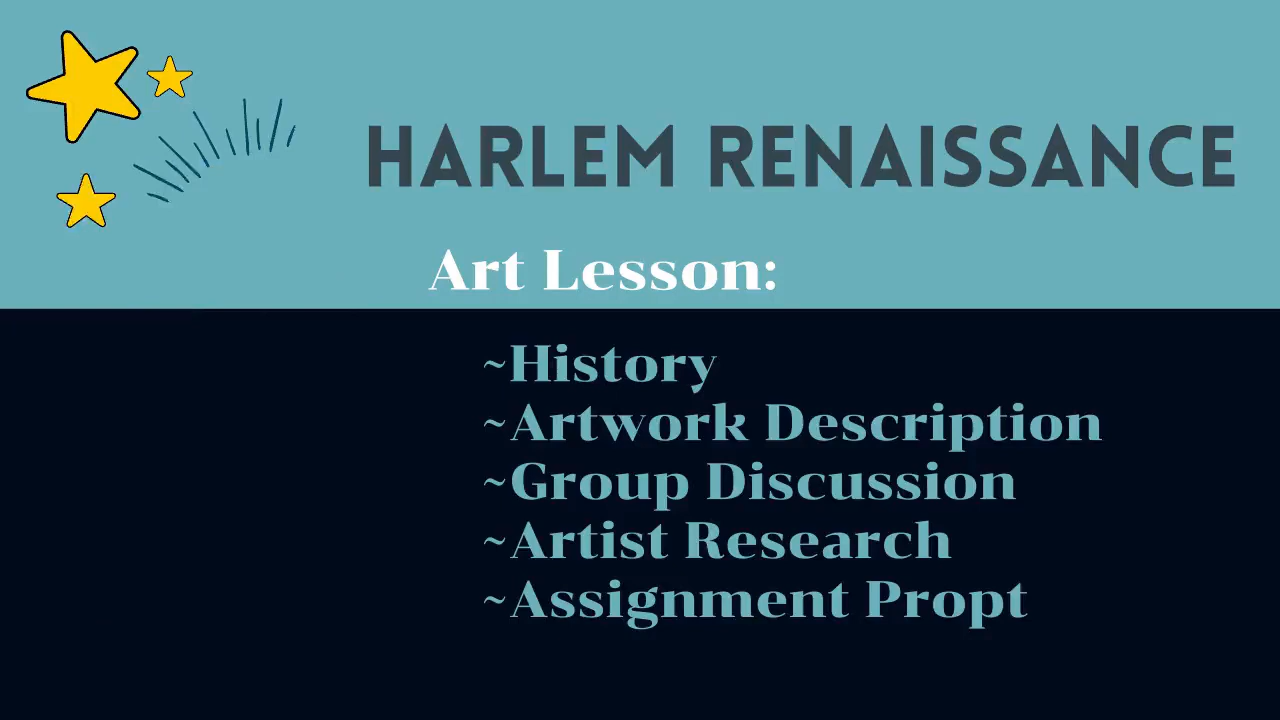 HARLEM RENAISSANCE
Art Lesson:
~History
~Artwork Description
~Group Discussion
~Artist Research
~Assignment Propt